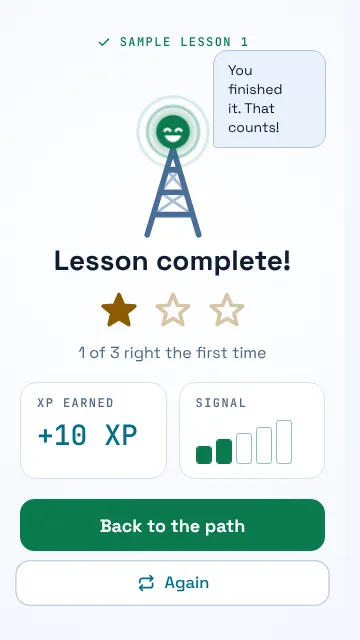 SAMPLE LESSON 1
You
finished
it. That
counts!
Lesson complete!
1 of 3 right the first time
XP EARNED
+10 XP
SIGNAL
Back to the path
Again